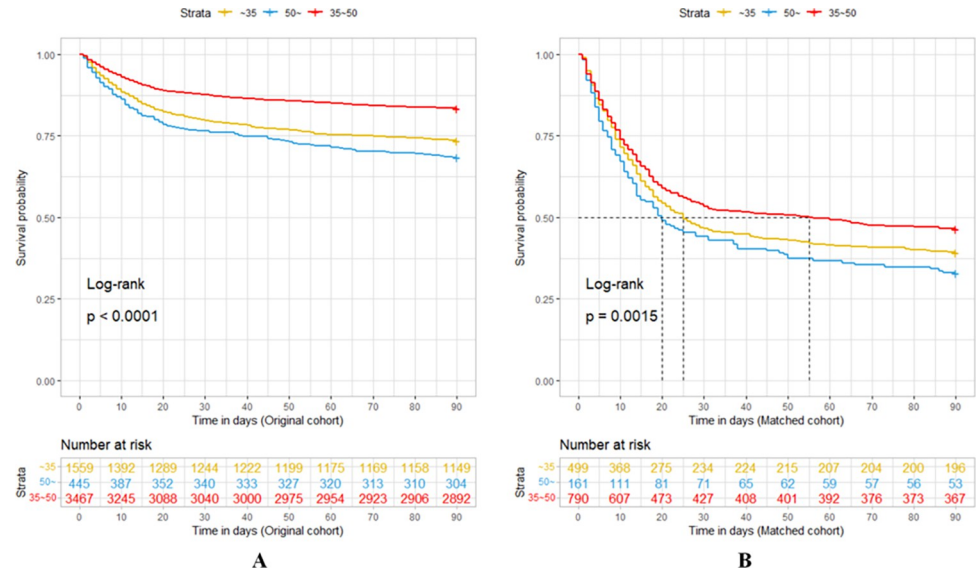 Strata ~35 50~ 35~50
1.00
0.75
0.50
0.25
0.00
Survival probability
Log-rank
p < 0.0001
0 10 20 30 40 50 60 70 80 90
Time in days (Original cohort)
Number at risk
Strata
~35 1559 1392 1289 1244 1222 1199 1175 1169 1158 1149
50~ 445 387 352 340 333 327 320 313 310 304
35~50 3467 3245 3088 3040 3000 2975 2954 2923 2906 2892
0 10 20 30 40 50 60 70 80 90
Time in days (Original cohort)
A
Strata ~35 50~ 35~50
1.00
0.75
0.50
0.25
0.00
Survival probability
Log-rank
p = 0.0015
0 10 20 30 40 50 60 70 80 90
Time in days (Matched cohort)
Number at risk
Strata
~35 499 368 275 234 224 215 207 204 200 196
50~ 161 111 81 71 65 62 59 57 56 53
35~50 790 607 473 427 408 401 392 376 373 367
0 10 20 30 40 50 60 70 80 90
Time in days (Matched cohort)
B